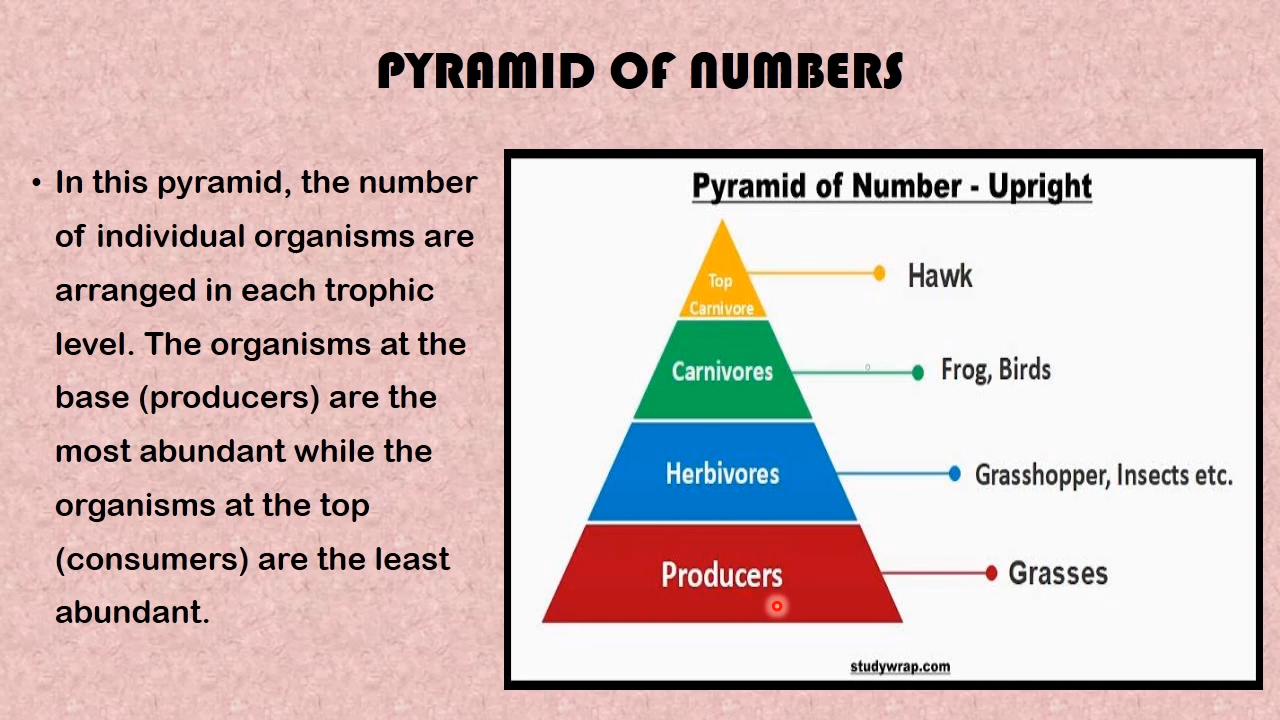 PYRAMID OF NUMBERS
• In this pyramid, the number
of individual organisms are
arranged in each trophic
level. The organisms at the
base (producers) are the
most abundant while the
organisms at the top
(consumers) are the least
abundant.
Pyramid of Number - Upright
Top
Carnivore
Hawk
Carnivores
Frog, Birds
Herbivores
Grasshopper, Insects etc.
Producers
Grasses
studywrap.com